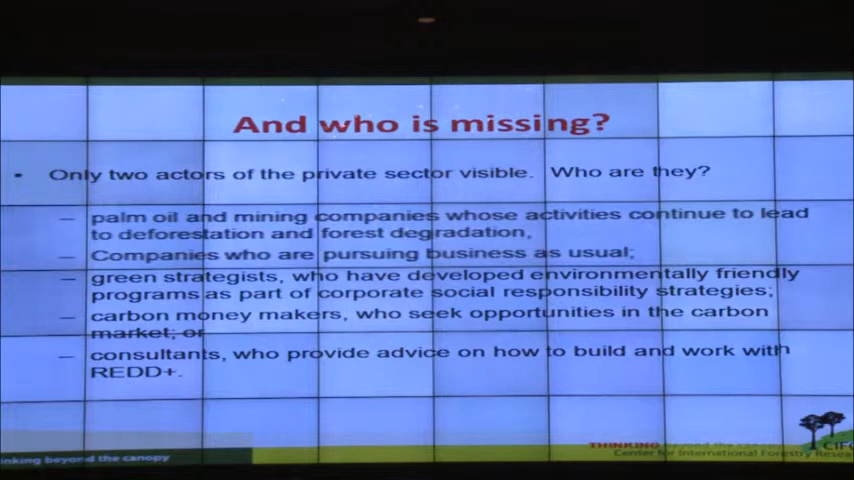 And who is missing?
• Only two actors of the private sector visible. Who are they?
– palm oil and mining companies whose activities continue to lead
to deforestation and forest degradation,
– Companies who are pursuing business as usual;
– green strategists, who have developed environmentally friendly
programs as part of corporate social responsibility strategies;
– carbon money makers, who seek opportunities in the carbon
market; or
– consultants, who provide advice on how to build and work with
REDD+.
THINKING beyond the canopy
CIFO
Center for International Forestry Resea
inking beyond the canopy